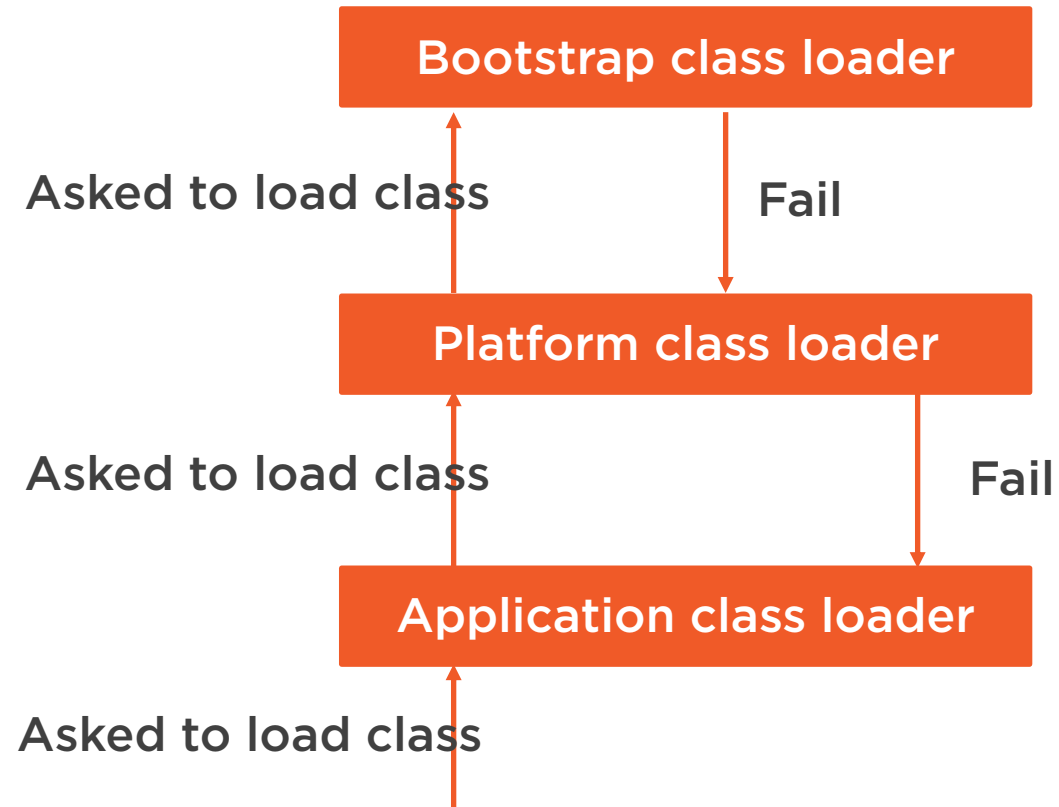 Bootstrap class loader
Asked to load class
Fail
Platform class loader
Asked to load class
Fail
Application class loader
Asked to load class